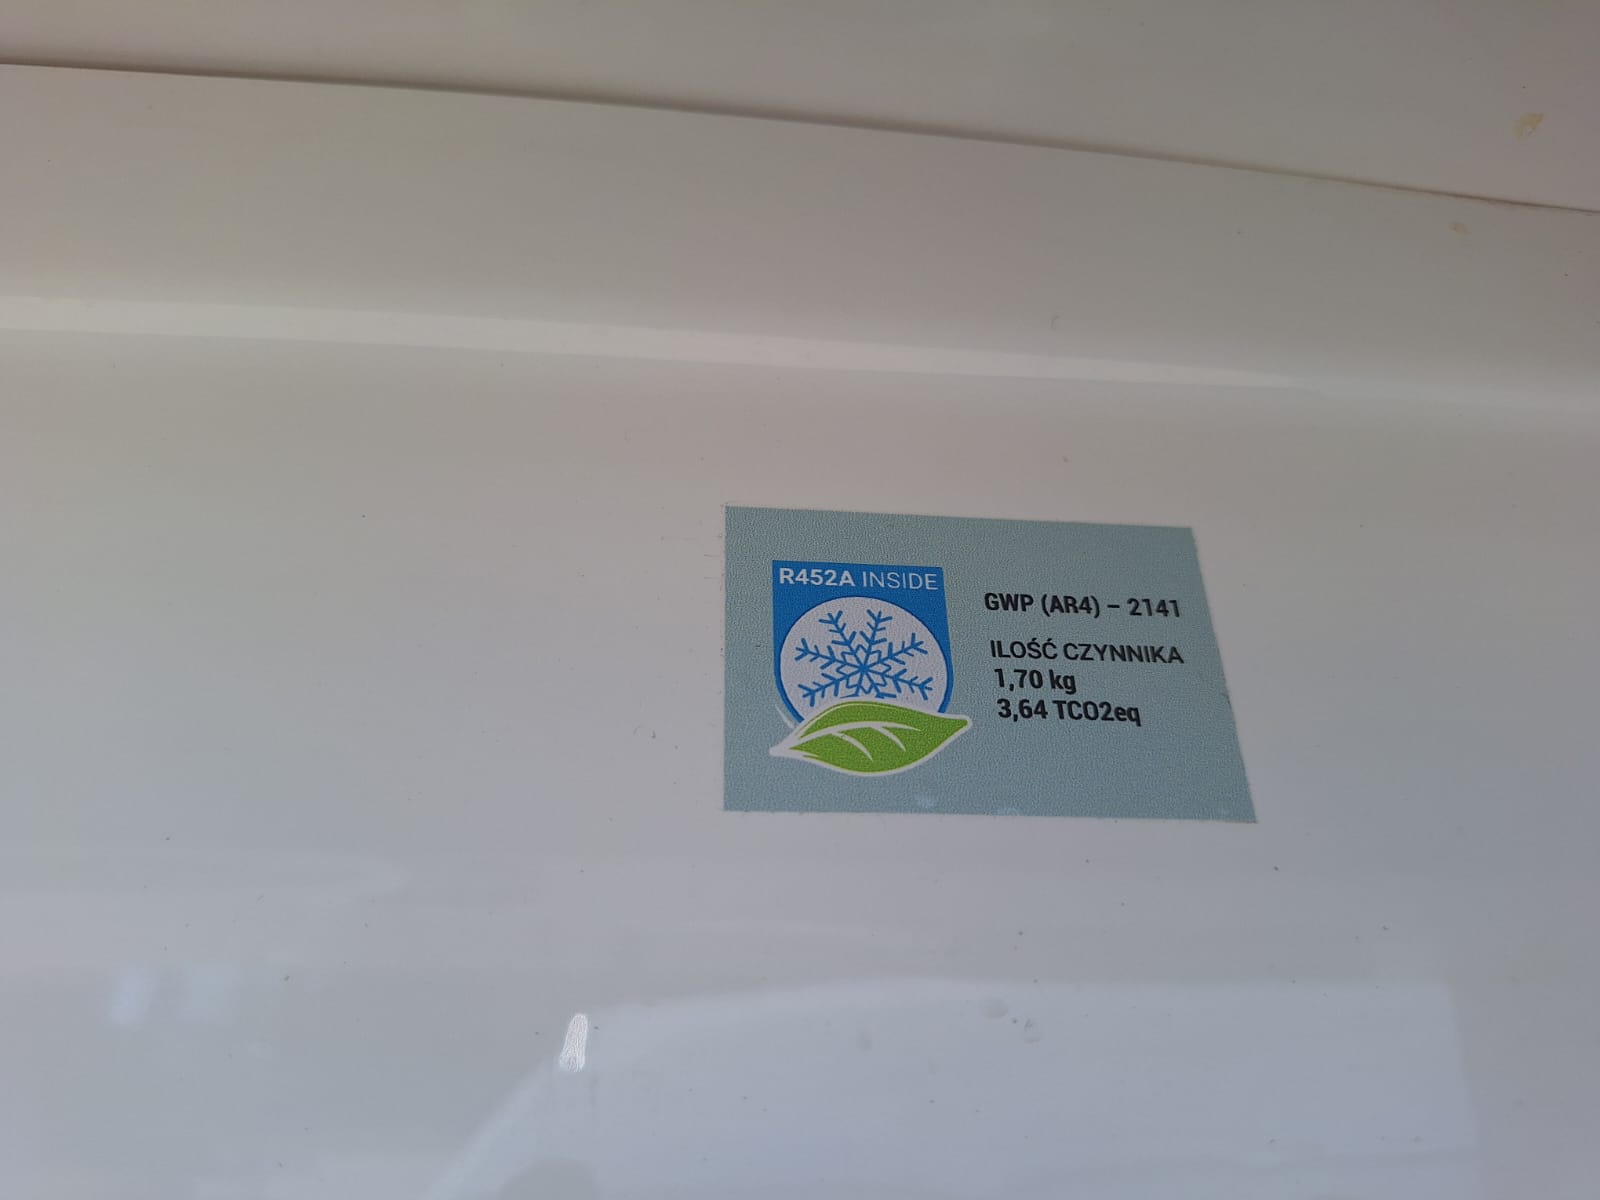 R452A INSIDE
GWP (AR4) – 2141
ILOŚĆ CZYNNIKA
1,70 kg
3,64 TCO2eq